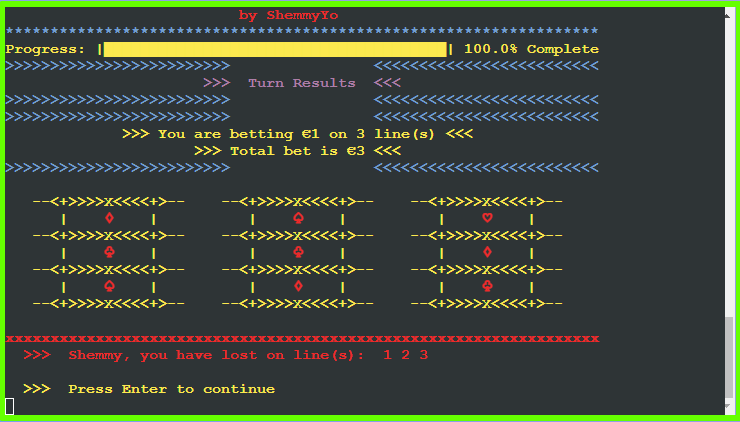 by ShemmyYo
******************************************************************
Progress: |██████████████████████████████████████| 100.0% Complete
>>>>>>>>>>>>>>>>>>>>>>>>>                <<<<<<<<<<<<<<<<<<<<<<<<<
>>>  Turn Results  <<<
>>>>>>>>>>>>>>>>>>>>>>>>>                <<<<<<<<<<<<<<<<<<<<<<<<<
>>>>>>>>>>>>>>>>>>>>>>>>>                <<<<<<<<<<<<<<<<<<<<<<<<<
>>> You are betting €1 on 3 line(s) <<<
>>> Total bet is €3 <<<
>>>>>>>>>>>>>>>>>>>>>>>>>                <<<<<<<<<<<<<<<<<<<<<<<<<
--<+>>>>X<<<<+>--    --<+>>>>X<<<<+>--    --<+>>>>X<<<<+>--
|    ♢    |          |    ♤    |          |    ♡    |
--<+>>>>X<<<<+>--    --<+>>>>X<<<<+>--    --<+>>>>X<<<<+>--
|    ♧    |          |    ♧    |          |    ♢    |
--<+>>>>X<<<<+>--    --<+>>>>X<<<<+>--    --<+>>>>X<<<<+>--
|    ♤    |          |    ♢    |          |    ♧    |
--<+>>>>X<<<<+>--    --<+>>>>X<<<<+>--    --<+>>>>X<<<<+>--
xxxxxxxxxxxxxxxxxxxxxxxxxxxxxxxxxxxxxxxxxxxxxxxxxxxxxxxxxxxxxxxxxx
>>>  Shemmy, you have lost on line(s):  1 2 3
>>>  Press Enter to continue